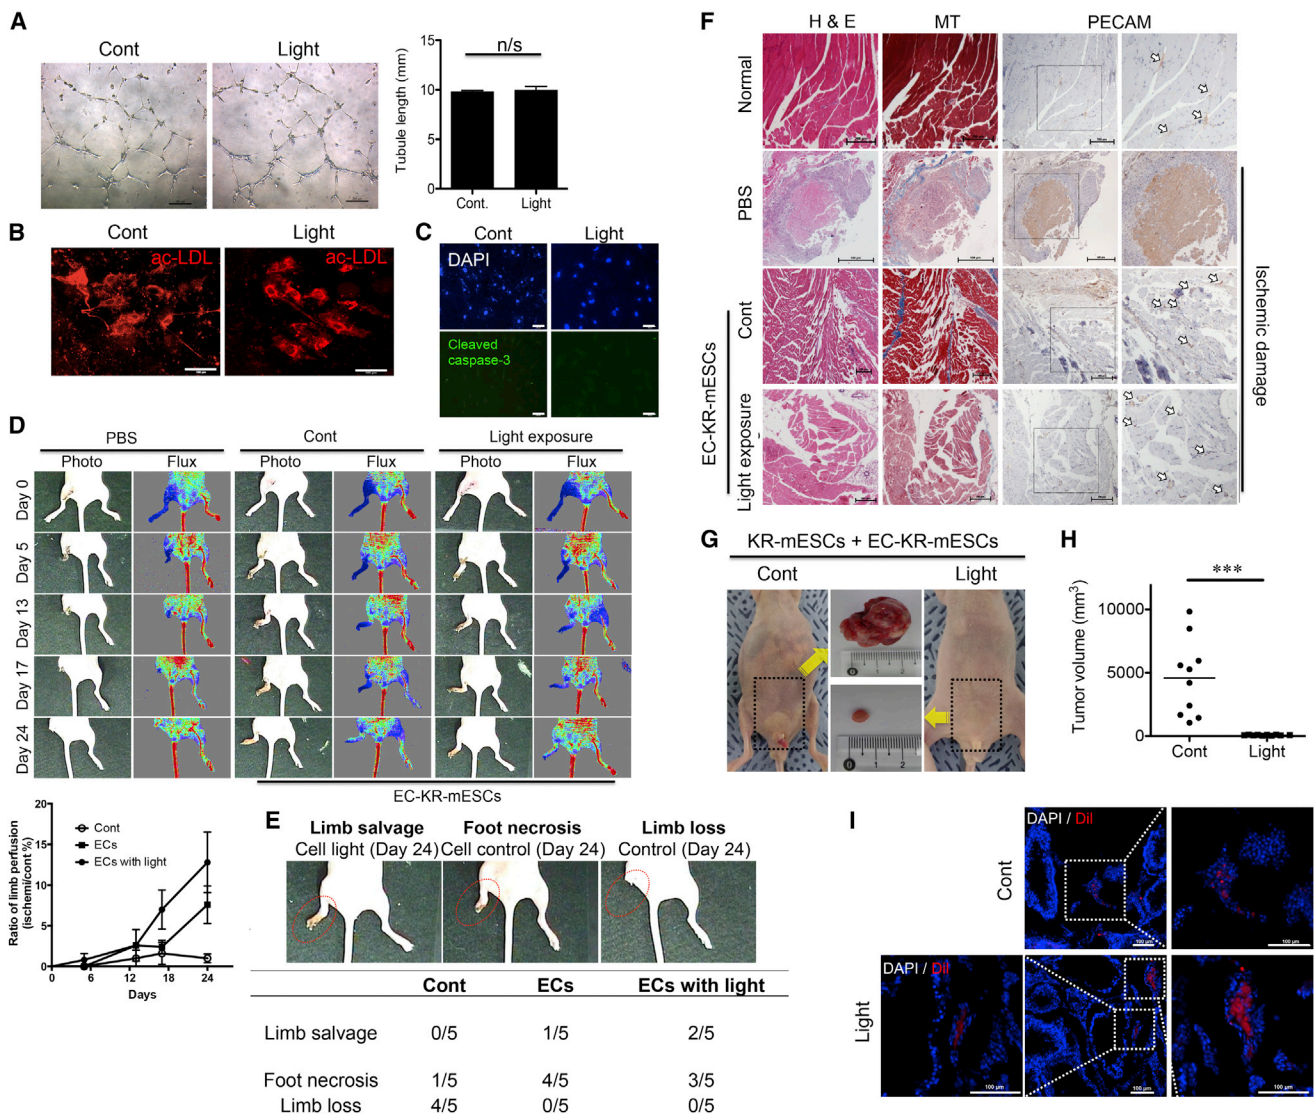 A
Cont
Light
15
10
5
0
Tubule length (mm)
n/s
Cont.
Light
B
Cont
Light
ac-LDL
ac-LDL
C
Cont
Light
DAPI
Cleaved
caspase-3
D
PBS
Cont
Light exposure
Photo
Flux
Photo
Flux
Photo
Flux
Day 0
Day 5
Day 13
Day 17
Day 24
EC-KR-mESCs
20
15
10
5
0
Ratio of limb perfusion
(ischemi/cont %)
Cont
ECs
ECs with light
0
6
12
18
24
Days
E
Limb salvage
Foot necrosis
Limb loss
Cell light (Day 24)
Cell control (Day 24)
Control (Day 24)
Cont
ECs
ECs with light
Limb salvage
0/5
1/5
2/5
Foot necrosis
1/5
4/5
3/5
Limb loss
4/5
0/5
0/5
F
H & E
MT
PECAM
Normal
PBS
Cont
Light exposure
EC-KR-mESCs
Ischemic damage
G
KR-mESCs + EC-KR-mESCs
Cont
Light
0
1
2
0
1
2
H
***
10000
5000
0
Tumor volume (mm3)
Cont
Light
I
DAPI / Dil
Cont
100 µm
100 µm
DAPI / Dil
Light
100 µm
100 µm
100 µm